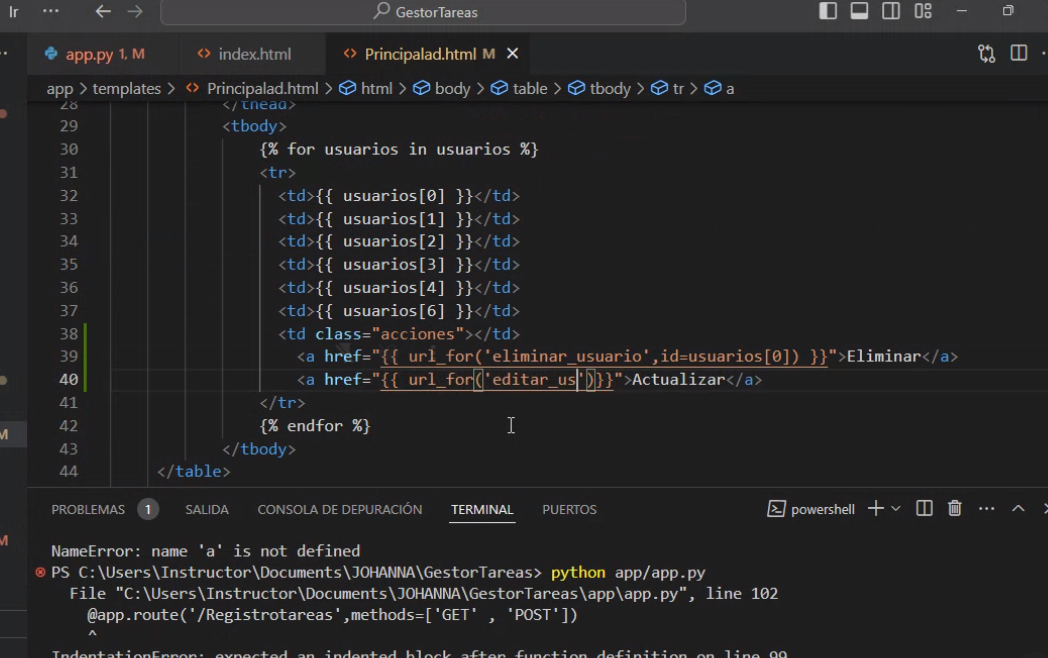 Ir ··· GestorTareas
app.py 1, M index.html Principalad.html M
app > templates > Principalad.html > html > body > table > tbody > tr > a
28 </thead>
29 <tbody>
30 {% for usuarios in usuarios %}
31 <tr>
32 <td>{{ usuarios[0] }}</td>
33 <td>{{ usuarios[1] }}</td>
34 <td>{{ usuarios[2] }}</td>
35 <td>{{ usuarios[3] }}</td>
36 <td>{{ usuarios[4] }}</td>
37 <td>{{ usuarios[6] }}</td>
38 <td class="acciones"></td>
39 <a href="{{ url_for('eliminar_usuario',id=usuarios[0]) }}">Eliminar</a>
40 <a href="{{ url_for('editar_us')}}">Actualizar</a>
41 </tr>
42 {% endfor %}
43 </tbody>
44 </table>
PROBLEMAS 1 SALIDA CONSOLA DE DEPURACIÓN TERMINAL PUERTOS powershell
NameError: name 'a' is not defined
PS C:\Users\Instructor\Documents\JOHANNA\GestorTareas> python app/app.py
File "C:\Users\Instructor\Documents\JOHANNA\GestorTareas\app\app.py", line 102
@app.route('/Registrotareas',methods=['GET' , 'POST'])
^
IndentationError: expected an indented block after function definition on line 99